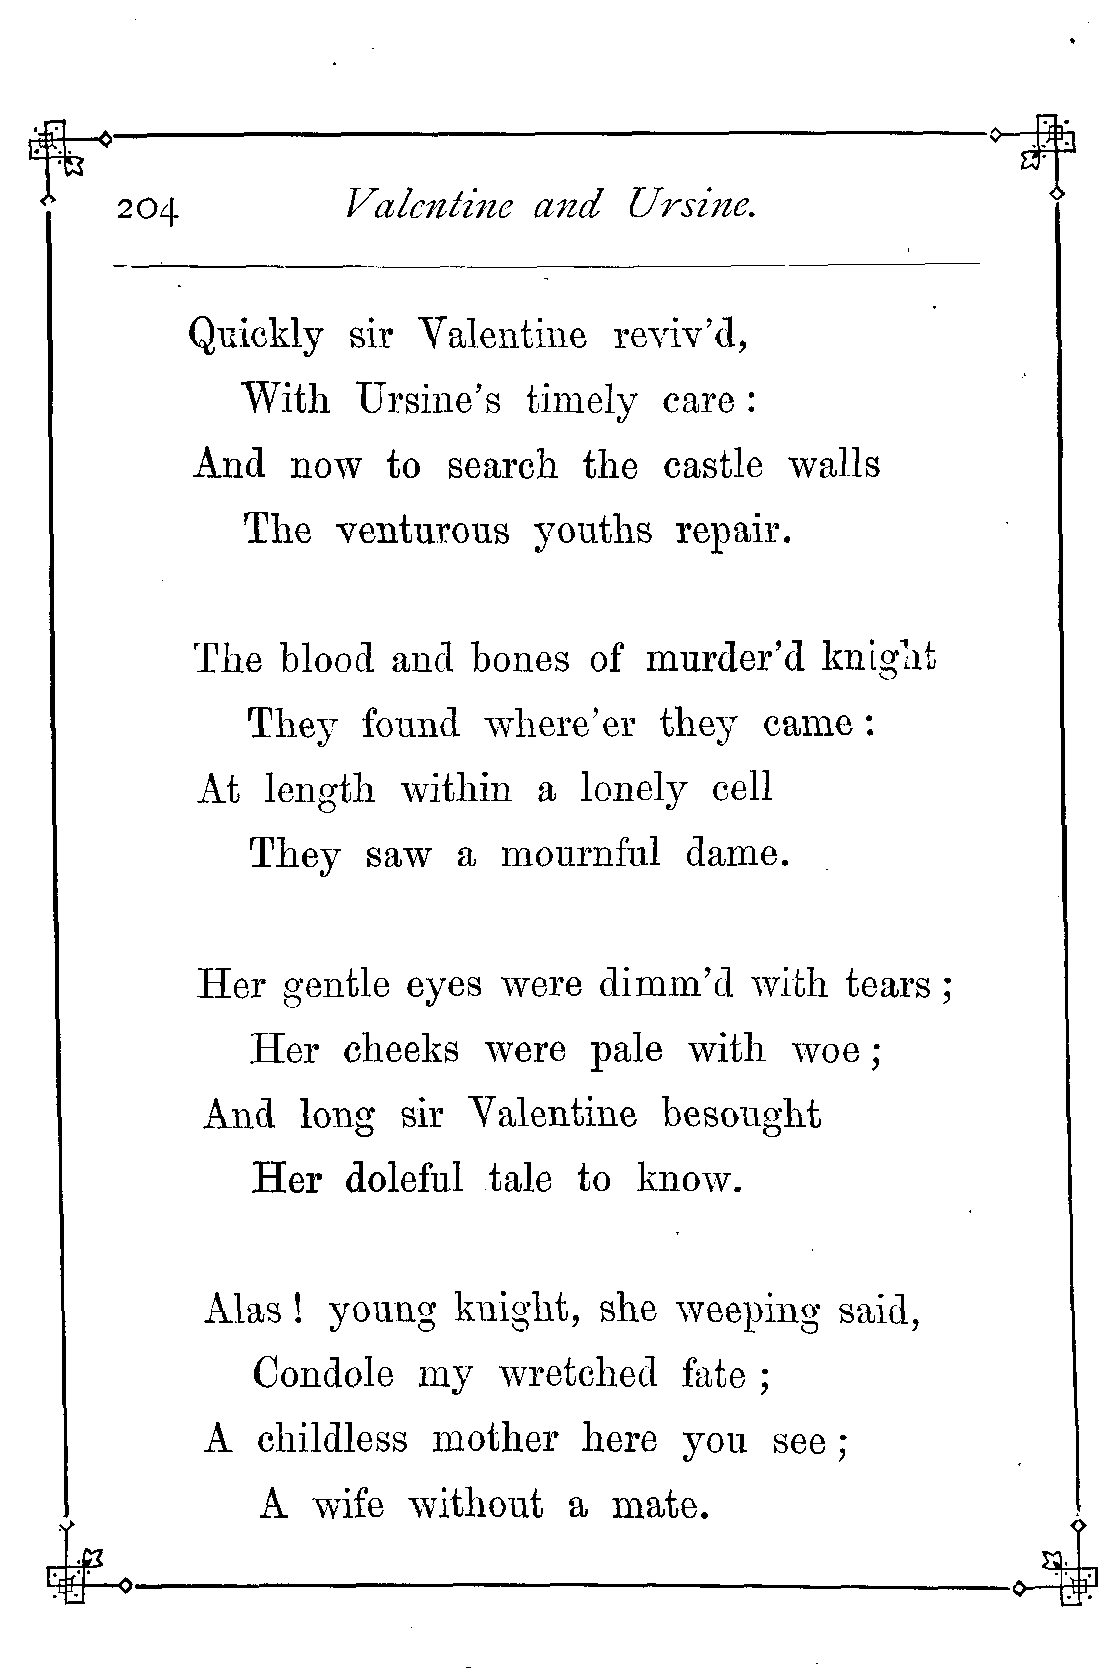 204 Valentine and Ursine.
Quickly sir Valentine reviv'd,
With Ursine's timely care :
And now to search the castle walls
The venturous youths repair.
The blood and bones of murder'd knight
They found where'er they came :
At length within a lonely cell
They saw a mournful dame.
Her gentle eyes were dimm'd with tears ;
Her cheeks were pale with woe ;
And long sir Valentine besought
Her doleful tale to know.
Alas ! young knight, she weeping said,
Condole my wretched fate ;
A childless mother here you see ;
A wife without a mate.